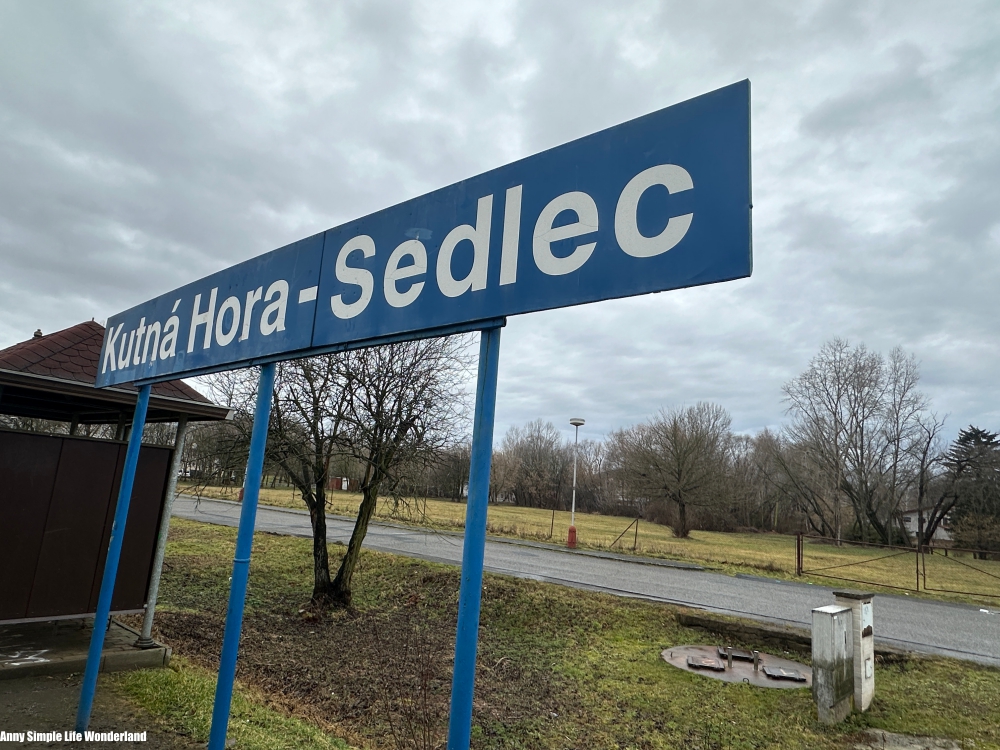 Kutná Hora-Sedlec
Anny Simple Life Wonderland